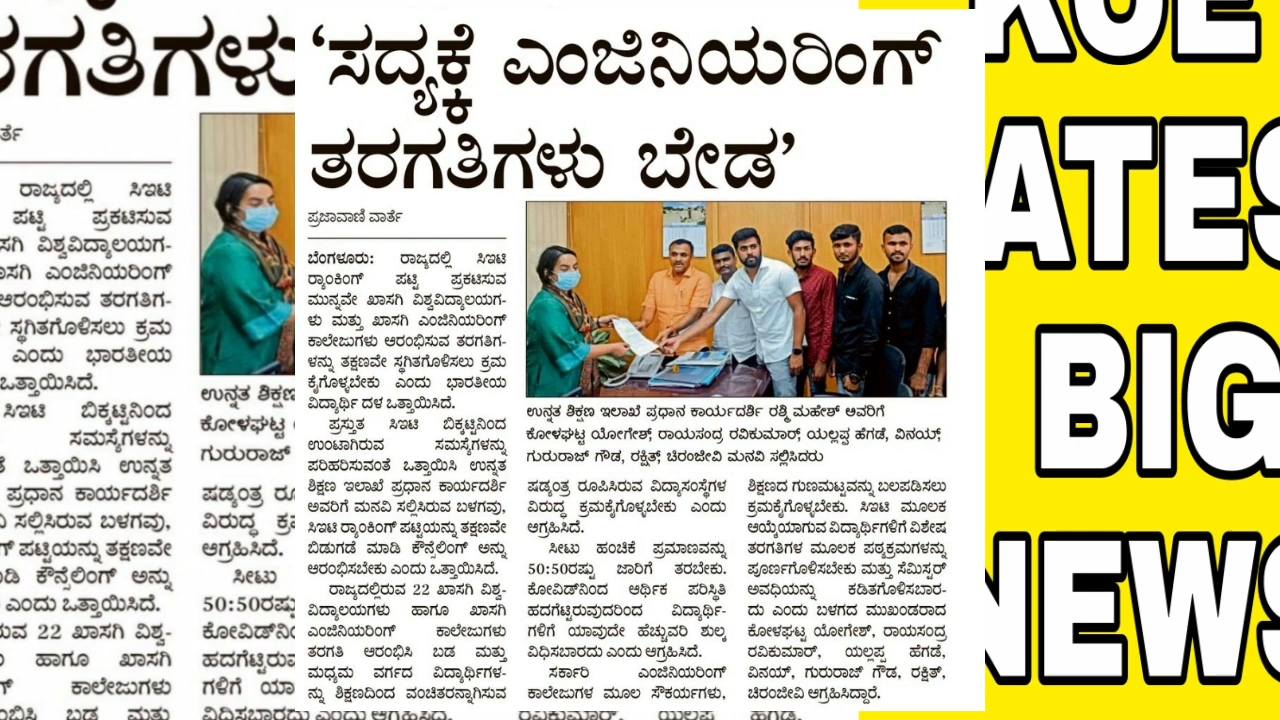 ‘ಸದ್ಯಕ್ಕೆ ಎಂಜಿನಿಯರಿಂಗ್
ತರಗತಿಗಳು ಬೇಡ’
ಪ್ರಜಾವಾಣಿ ವಾರ್ತೆ
ಬೆಂಗಳೂರು: ರಾಜ್ಯದಲ್ಲಿ ಸಿಇಟಿ
ರ‍್ಯಾಂಕಿಂಗ್ ಪಟ್ಟಿ ಪ್ರಕಟಿಸುವ
ಮುನ್ನವೇ ಖಾಸಗಿ ವಿಶ್ವವಿದ್ಯಾಲಯಗ-
ಳು ಮತ್ತು ಖಾಸಗಿ ಎಂಜಿನಿಯರಿಂಗ್
ಕಾಲೇಜುಗಳು ಆರಂಭಿಸುವ ತರಗತಿಗ-
ಳನ್ನು ತಕ್ಷಣವೇ ಸ್ಥಗಿತಗೊಳಿಸಲು ಕ್ರಮ
ಕೈಗೊಳ್ಳಬೇಕು ಎಂದು ಭಾರತೀಯ
ವಿದ್ಯಾರ್ಥಿ ದಳ ಒತ್ತಾಯಿಸಿದೆ.
ಪ್ರಸ್ತುತ ಸಿಇಟಿ ಬಿಕ್ಕಟ್ಟಿನಿಂದ
ಉಂಟಾಗಿರುವ ಸಮಸ್ಯೆಗಳನ್ನು
ಪರಿಹರಿಸುವಂತೆ ಒತ್ತಾಯಿಸಿ ಉನ್ನತ
ಶಿಕ್ಷಣ ಇಲಾಖೆ ಪ್ರಧಾನ ಕಾರ್ಯದರ್ಶಿ
ಅವರಿಗೆ ಮನವಿ ಸಲ್ಲಿಸಿರುವ ಬಳಗವು,
ಸಿಇಟಿ ರ‍್ಯಾಂಕಿಂಗ್ ಪಟ್ಟಿಯನ್ನು ತಕ್ಷಣವೇ
ಬಿಡುಗಡೆ ಮಾಡಿ ಕೌನ್ಸೆಲಿಂಗ್ ಅನ್ನು
ಆರಂಭಿಸಬೇಕು ಎಂದು ಒತ್ತಾಯಿಸಿದೆ.
ರಾಜ್ಯದಲ್ಲಿರುವ 22 ಖಾಸಗಿ ವಿಶ್ವ-
ವಿದ್ಯಾಲಯಗಳು ಹಾಗೂ ಖಾಸಗಿ
ಎಂಜಿನಿಯರಿಂಗ್ ಕಾಲೇಜುಗಳು
ತರಗತಿ ಆರಂಭಿಸಿ ಬಡ ಮತ್ತು
ಮಧ್ಯಮ ವರ್ಗದ ವಿದ್ಯಾರ್ಥಿಗಳ-
ನ್ನು ಶಿಕ್ಷಣದಿಂದ ವಂಚಿತರನ್ನಾಗಿಸುವ
ಉನ್ನತ ಶಿಕ್ಷಣ ಇಲಾಖೆ ಪ್ರಧಾನ ಕಾರ್ಯದರ್ಶಿ ರಶ್ಮಿ ಮಹೇಶ್ ಅವರಿಗೆ
ಕೋಳಘಟ್ಟ ಯೋಗೇಶ್, ರಾಯಸಂದ್ರ ರವಿಕುಮಾರ್, ಯಲ್ಲಪ್ಪ ಹೆಗಡೆ, ವಿನಯ್,
ಗುರುರಾಜ್ ಗೌಡ, ರಕ್ಷಿತ್, ಚಿರಂಜೀವಿ ಮನವಿ ಸಲ್ಲಿಸಿದರು
ಷಡ್ಯಂತ್ರ ರೂಪಿಸಿರುವ ವಿದ್ಯಾಸಂಸ್ಥೆಗಳ
ವಿರುದ್ಧ ಕ್ರಮಕೈಗೊಳ್ಳಬೇಕು ಎಂದು
ಆಗ್ರಹಿಸಿದೆ.
ಸೀಟು ಹಂಚಿಕೆ ಪ್ರಮಾಣವನ್ನು
50:50ರಷ್ಟು ಜಾರಿಗೆ ತರಬೇಕು.
ಕೋವಿಡ್‌ನಿಂದ ಆರ್ಥಿಕ ಪರಿಸ್ಥಿತಿ
ಹದಗೆಟ್ಟಿರುವುದರಿಂದ ವಿದ್ಯಾರ್ಥಿ-
ಗಳಿಗೆ ಯಾವುದೇ ಹೆಚ್ಚುವರಿ ಶುಲ್ಕ
ವಿಧಿಸಬಾರದು ಎಂದು ಆಗ್ರಹಿಸಿದೆ.
ಸರ್ಕಾರಿ ಎಂಜಿನಿಯರಿಂಗ್
ಕಾಲೇಜುಗಳ ಮೂಲ ಸೌಕರ್ಯಗಳು,
ಶಿಕ್ಷಣದ ಗುಣಮಟ್ಟವನ್ನು ಬಲಪಡಿಸಲು
ಕ್ರಮಕೈಗೊಳ್ಳಬೇಕು. ಸಿಇಟಿ ಮೂಲಕ
ಆಯ್ಕೆಯಾಗುವ ವಿದ್ಯಾರ್ಥಿಗಳಿಗೆ ವಿಶೇಷ
ತರಗತಿಗಳ ಮೂಲಕ ಪಠ್ಯಕ್ರಮಗಳನ್ನು
ಪೂರ್ಣಗೊಳಿಸಬೇಕು ಮತ್ತು ಸೆಮಿಸ್ಟರ್
ಅವಧಿಯನ್ನು ಕಡಿತಗೊಳಿಸಬಾರ-
ದು ಎಂದು ಬಳಗದ ಮುಖಂಡರಾದ
ಕೋಳಘಟ್ಟ ಯೋಗೇಶ್, ರಾಯಸಂದ್ರ
ರವಿಕುಮಾರ್, ಯಲ್ಲಪ್ಪ ಹೆಗಡೆ,
ವಿನಯ್, ಗುರುರಾಜ್ ಗೌಡ, ರಕ್ಷಿತ್,
ಚಿರಂಜೀವಿ ಆಗ್ರಹಿಸಿದ್ದಾರೆ.
BIG
NEWS